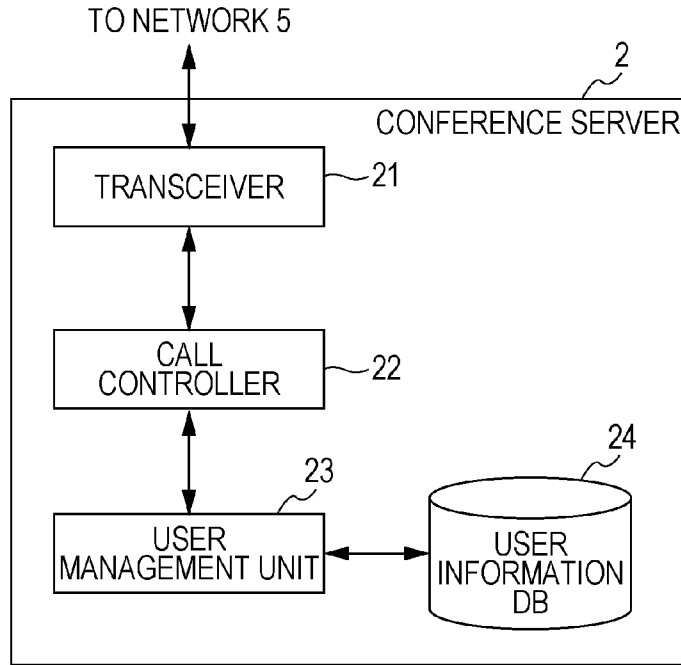 TO NETWORK 5
2
CONFERENCE SERVER
TRANSCEIVER
21
CALL
CONTROLLER
22
23
24
USER
MANAGEMENT UNIT
USER
INFORMATION
DB